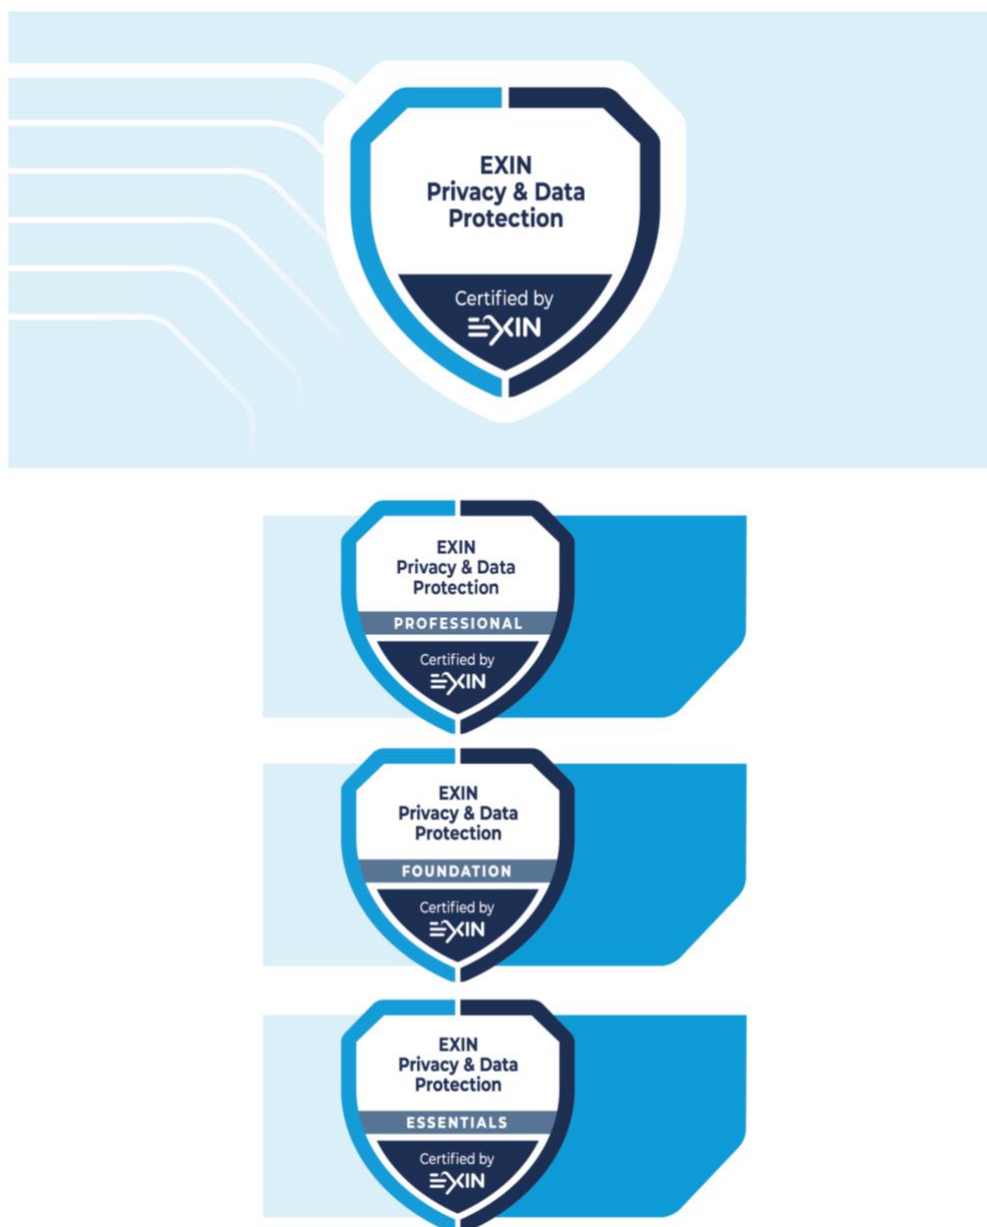 EXIN
Privacy & Data
Protection
Certified by
EXIN
EXIN
Privacy & Data
Protection
PROFESSIONAL
Certified by
EXIN
EXIN
Privacy & Data
Protection
FOUNDATION
Certified by
EXIN
EXIN
Privacy & Data
Protection
ESSENTIALS
Certified by
EXIN